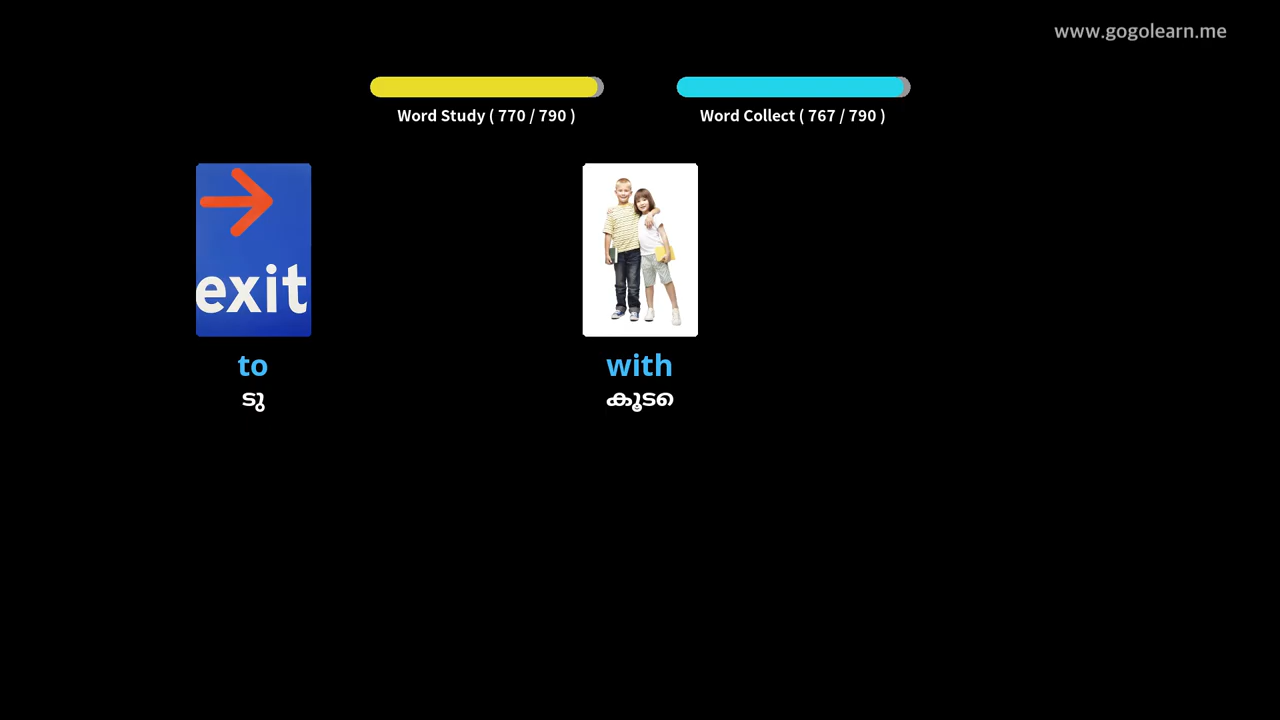 www.gogolearn.me
Word Study ( 770 / 790 )
Word Collect ( 767 / 790 )
exit
to
ടു
with
കൂടെ